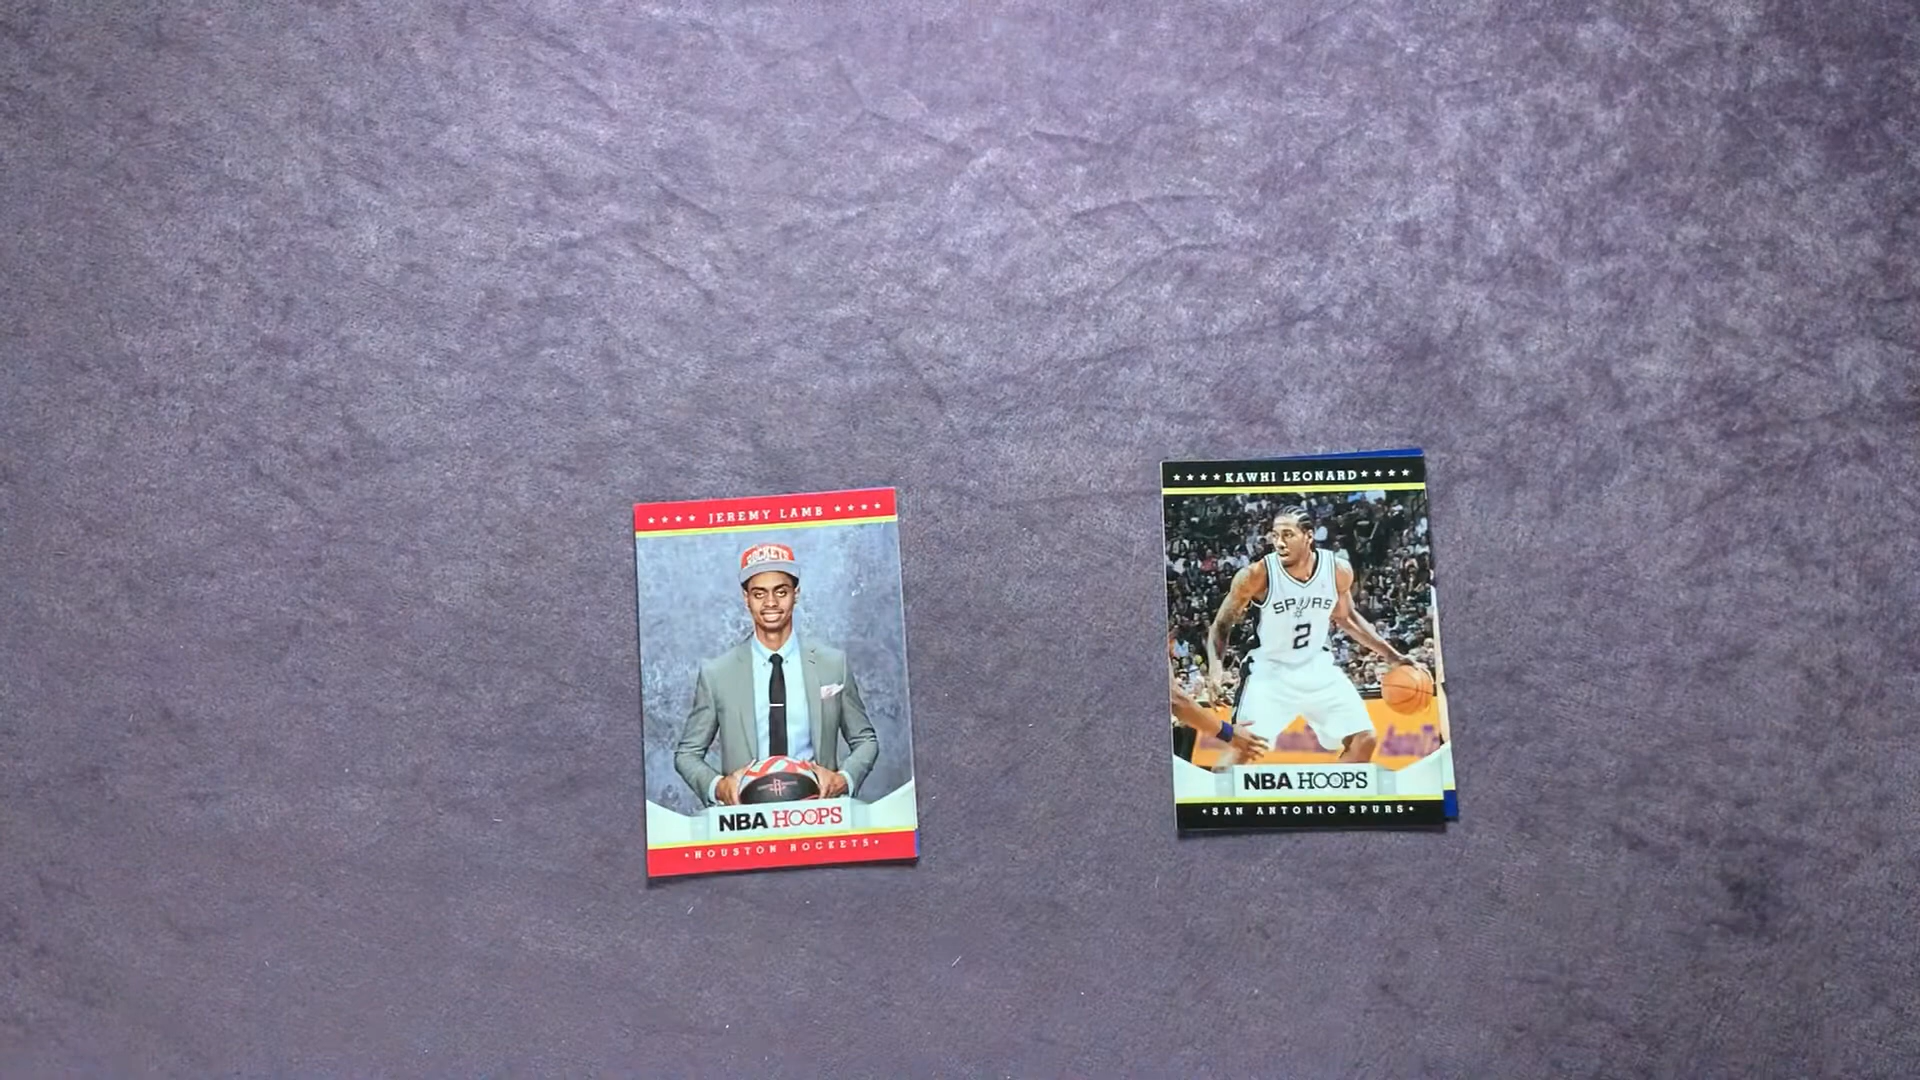 ★★★★ JEREMY LAMB ★★★★
ROCKETS
NBA HOOPS
• HOUSTON ROCKETS •
★★★★ KAWHI LEONARD ★★★★
SPURS
2
NBA HOOPS
• SAN ANTONIO SPURS •